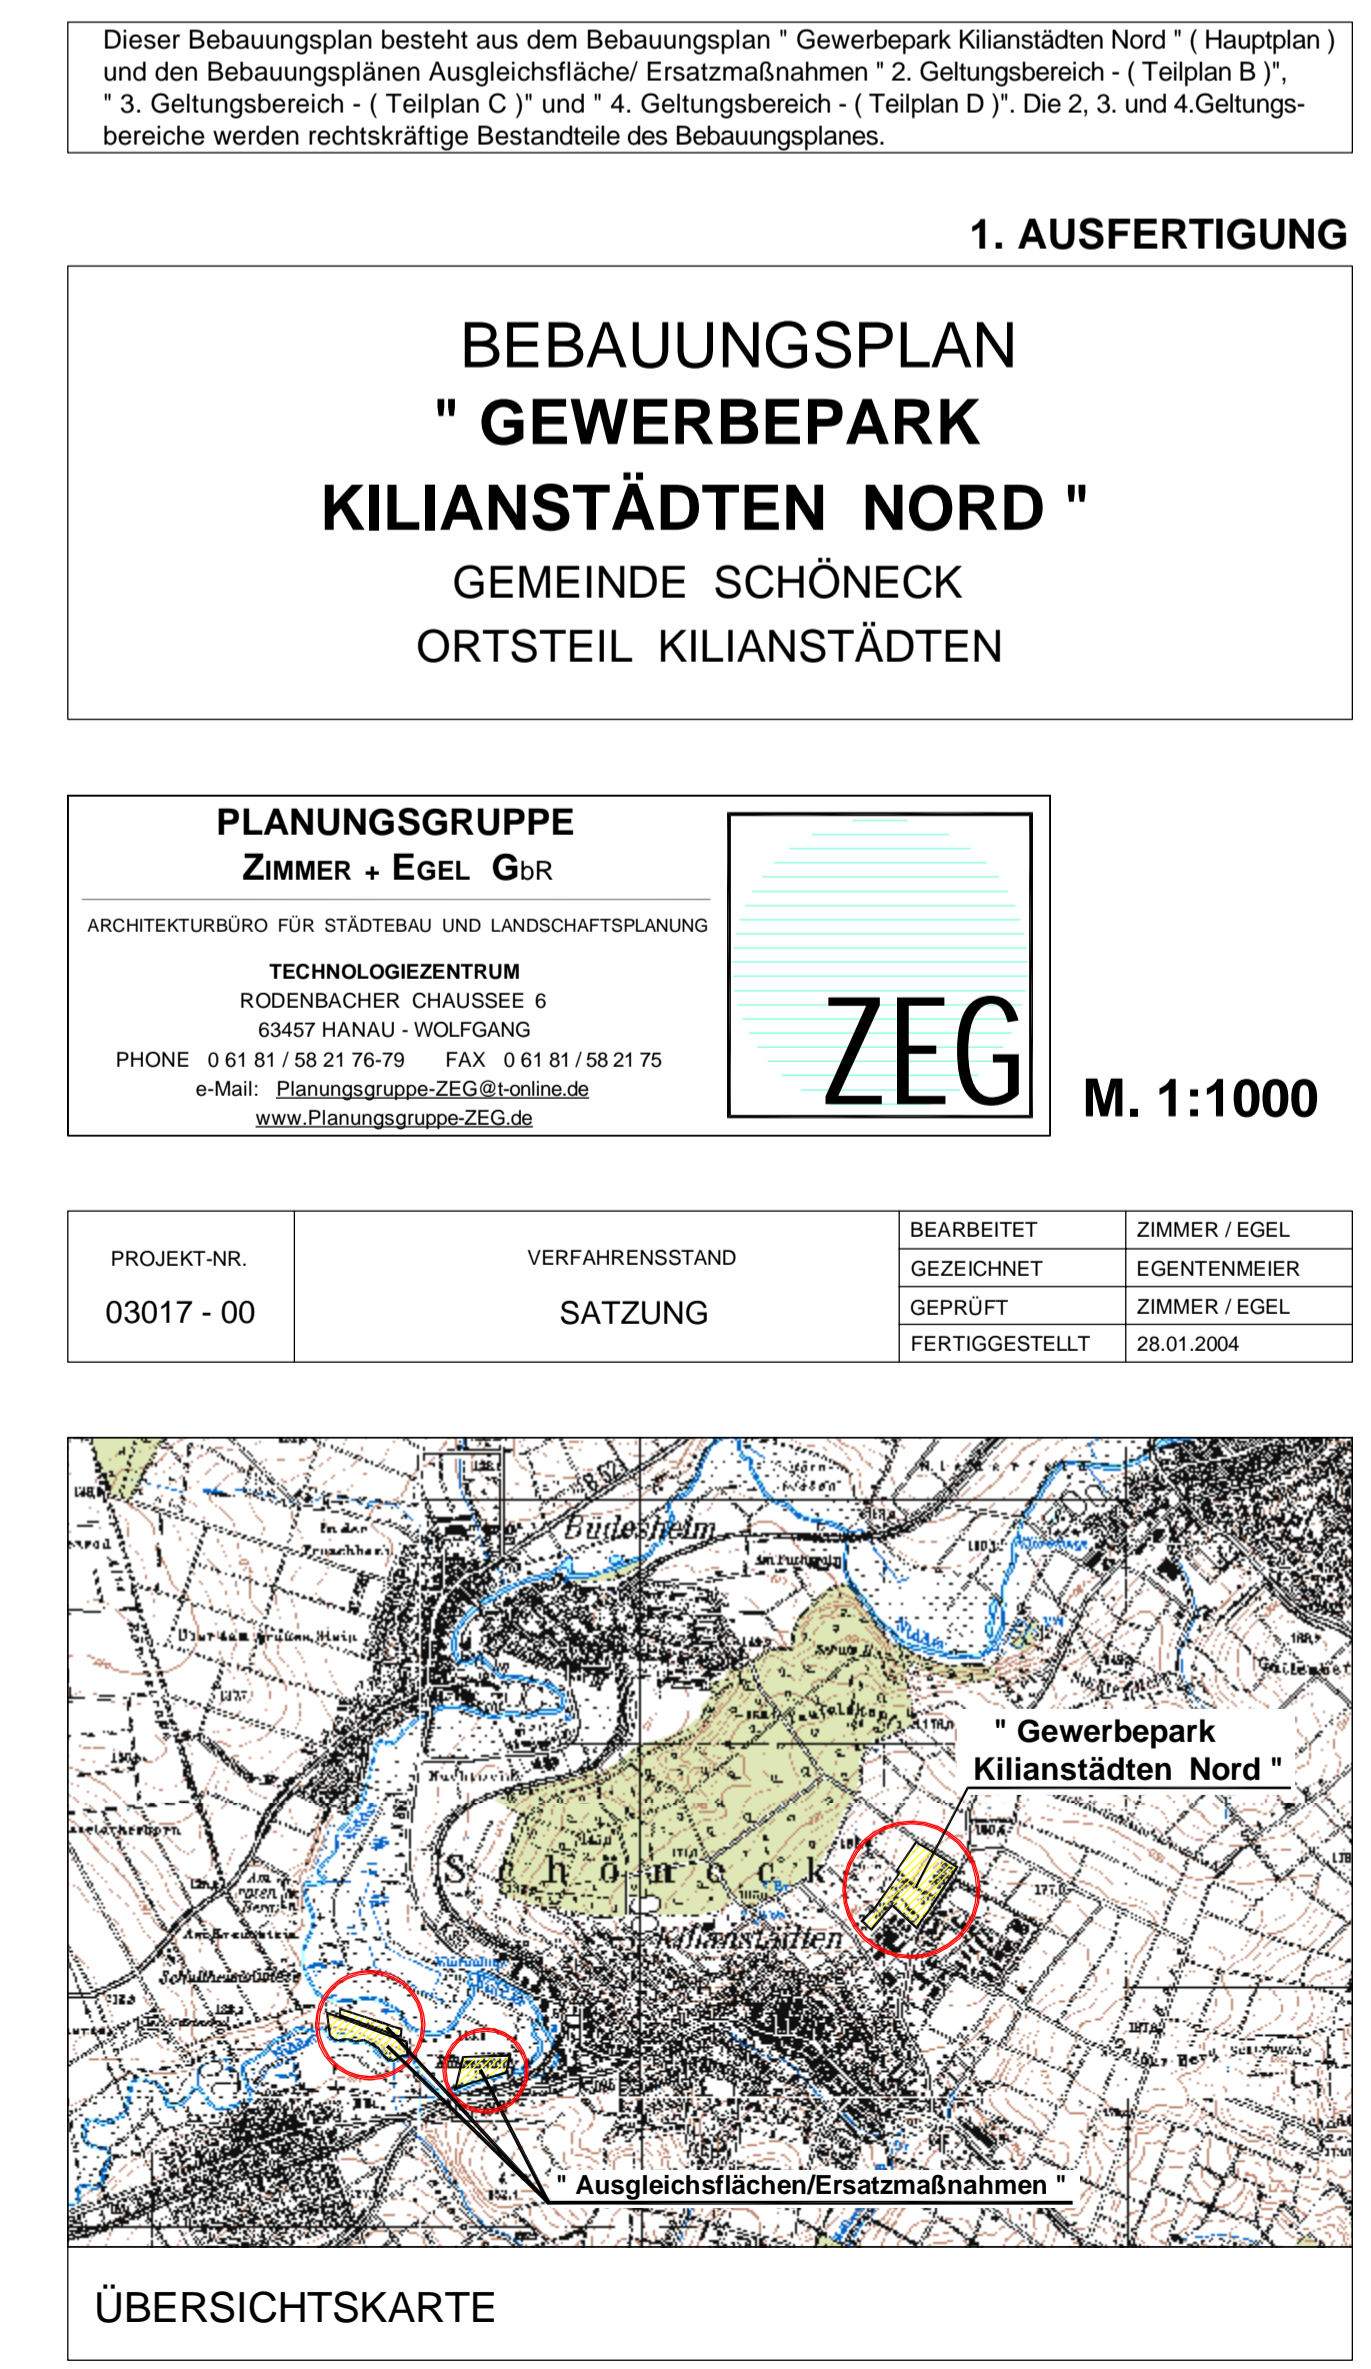 Dieser Bebauungsplan besteht aus dem Bebauungsplan " Gewerbepark Kilianstädten Nord " ( Hauptplan )
und den Bebauungsplänen Ausgleichsfläche/ Ersatzmaßnahmen " 2. Geltungsbereich - ( Teilplan B )",
" 3. Geltungsbereich - ( Teilplan C )" und " 4. Geltungsbereich - ( Teilplan D )". Die 2, 3. und 4.Geltungs-
bereiche werden rechtskräftige Bestandteile des Bebauungsplanes.
1. AUSFERTIGUNG
BEBAUUNGSPLAN
" GEWERBEPARK
KILIANSTÄDTEN NORD "
GEMEINDE SCHÖNECK
ORTSTEIL KILIANSTÄDTEN
PLANUNGSGRUPPE
ZIMMER + EGEL GbR
ARCHITEKTURBÜRO FÜR STÄDTEBAU UND LANDSCHAFTSPLANUNG
TECHNOLOGIEZENTRUM
RODENBACHER CHAUSSEE 6
63457 HANAU - WOLFGANG
PHONE 0 61 81 / 58 21 76-79 FAX 0 61 81 / 58 21 75
e-Mail: Planungsgruppe-ZEG@t-online.de
www.Planungsgruppe-ZEG.de
ZEG
M. 1:1000
PROJEKT-NR.
03017 - 00
VERFAHRENSSTAND
SATZUNG
BEARBEITET ZIMMER / EGEL
GEZEICHNET EGENTENMEIER
GEPRÜFT ZIMMER / EGEL
FERTIGGESTELLT 28.01.2004
Büdesheim
" Gewerbepark
Kilianstädten Nord "
Schöneck
Kilianstädten
" Ausgleichsflächen/Ersatzmaßnahmen "
ÜBERSICHTSKARTE